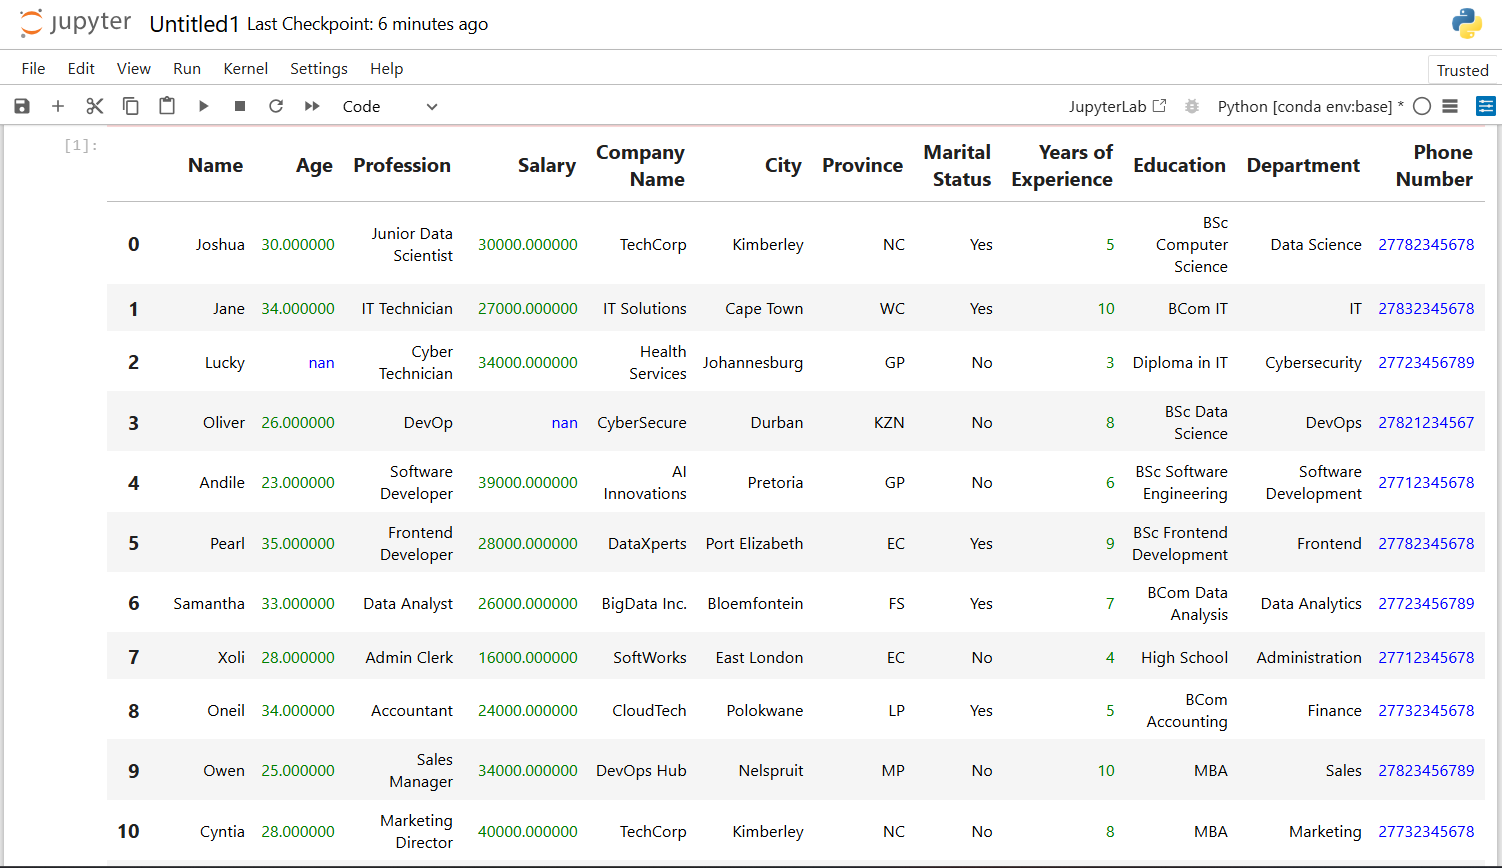 jupyter Untitled1 Last Checkpoint: 6 minutes ago
File Edit View Run Kernel Settings Help Trusted
Code JupyterLab Python [conda env:base] *
[1]:
Name Age Profession Salary Company Name City Province Marital Status Years of Experience Education Department Phone Number
0 Joshua 30.000000 Junior Data Scientist 30000.000000 TechCorp Kimberley NC Yes 5 BSc Computer Science Data Science 27782345678
1 Jane 34.000000 IT Technician 27000.000000 IT Solutions Cape Town WC Yes 10 BCom IT IT 27832345678
2 Lucky nan Cyber Technician 34000.000000 Health Services Johannesburg GP No 3 Diploma in IT Cybersecurity 27723456789
3 Oliver 26.000000 DevOp nan CyberSecure Durban KZN No 8 BSc Data Science DevOps 27821234567
4 Andile 23.000000 Software Developer 39000.000000 AI Innovations Pretoria GP No 6 BSc Software Engineering Software Development 27712345678
5 Pearl 35.000000 Frontend Developer 28000.000000 DataXperts Port Elizabeth EC Yes 9 BSc Frontend Development Frontend 27782345678
6 Samantha 33.000000 Data Analyst 26000.000000 BigData Inc. Bloemfontein FS Yes 7 BCom Data Analysis Data Analytics 27723456789
7 Xoli 28.000000 Admin Clerk 16000.000000 SoftWorks East London EC No 4 High School Administration 27712345678
8 Oneil 34.000000 Accountant 24000.000000 CloudTech Polokwane LP Yes 5 BCom Accounting Finance 27732345678
9 Owen 25.000000 Sales Manager 34000.000000 DevOps Hub Nelspruit MP No 10 MBA Sales 27823456789
10 Cyntia 28.000000 Marketing Director 40000.000000 TechCorp Kimberley NC No 8 MBA Marketing 27732345678